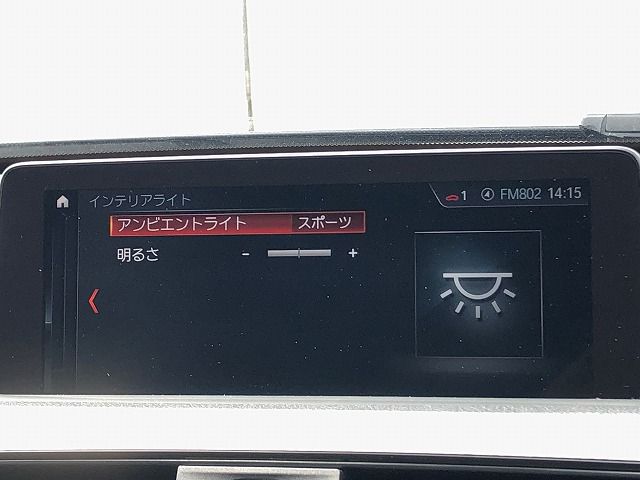 インテリアライト
1 FM802 14:15
アンビエントライト スポーツ
明るさ - +